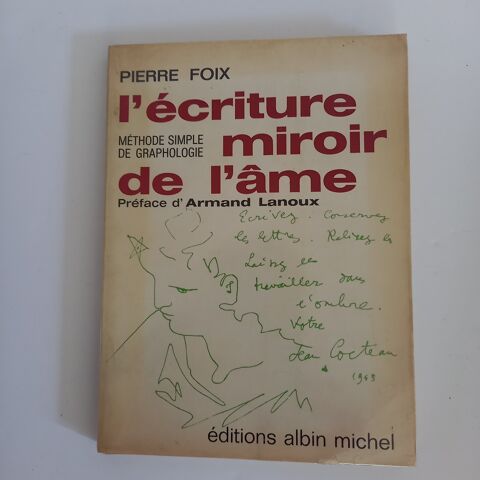 PIERRE FOIX
l'écriture
MÉTHODE SIMPLE
DE GRAPHOLOGIE
miroir
de l'âme
Préface d'Armand Lanoux
Ecrivez. Conservez
les lettres. Relisez les
Laissez les
travailler dans
l'ombre.
Votre
Jean Cocteau
1949
éditions albin michel